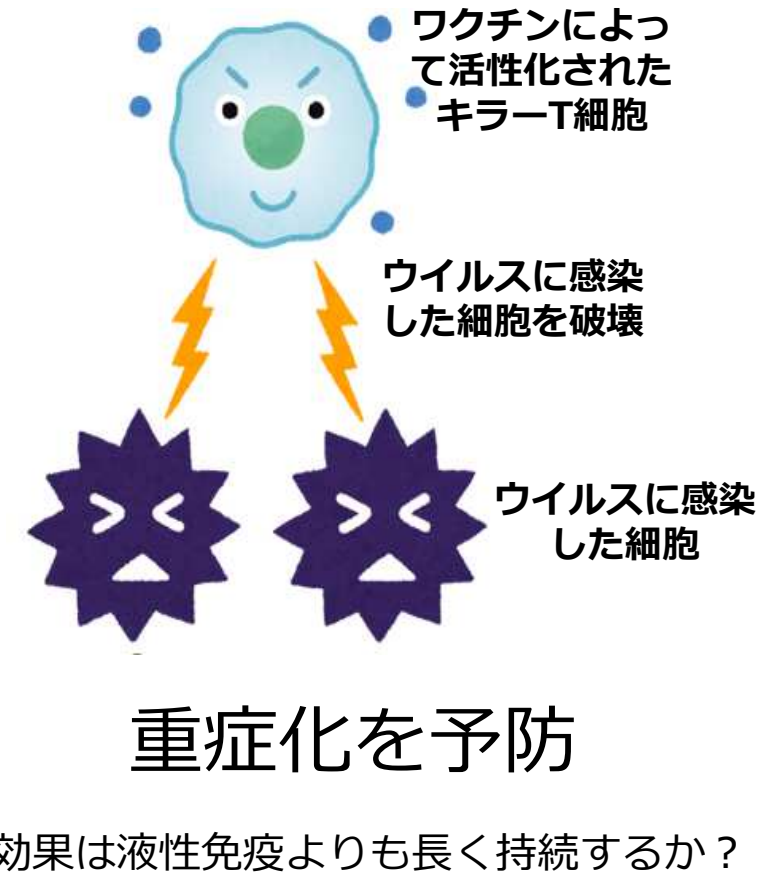 ワクチンによっ
て活性化された
キラーT細胞
ウイルスに感染
した細胞を破壊
ウイルスに感染
した細胞
重症化を予防
効果は液性免疫よりも長く持続するか？